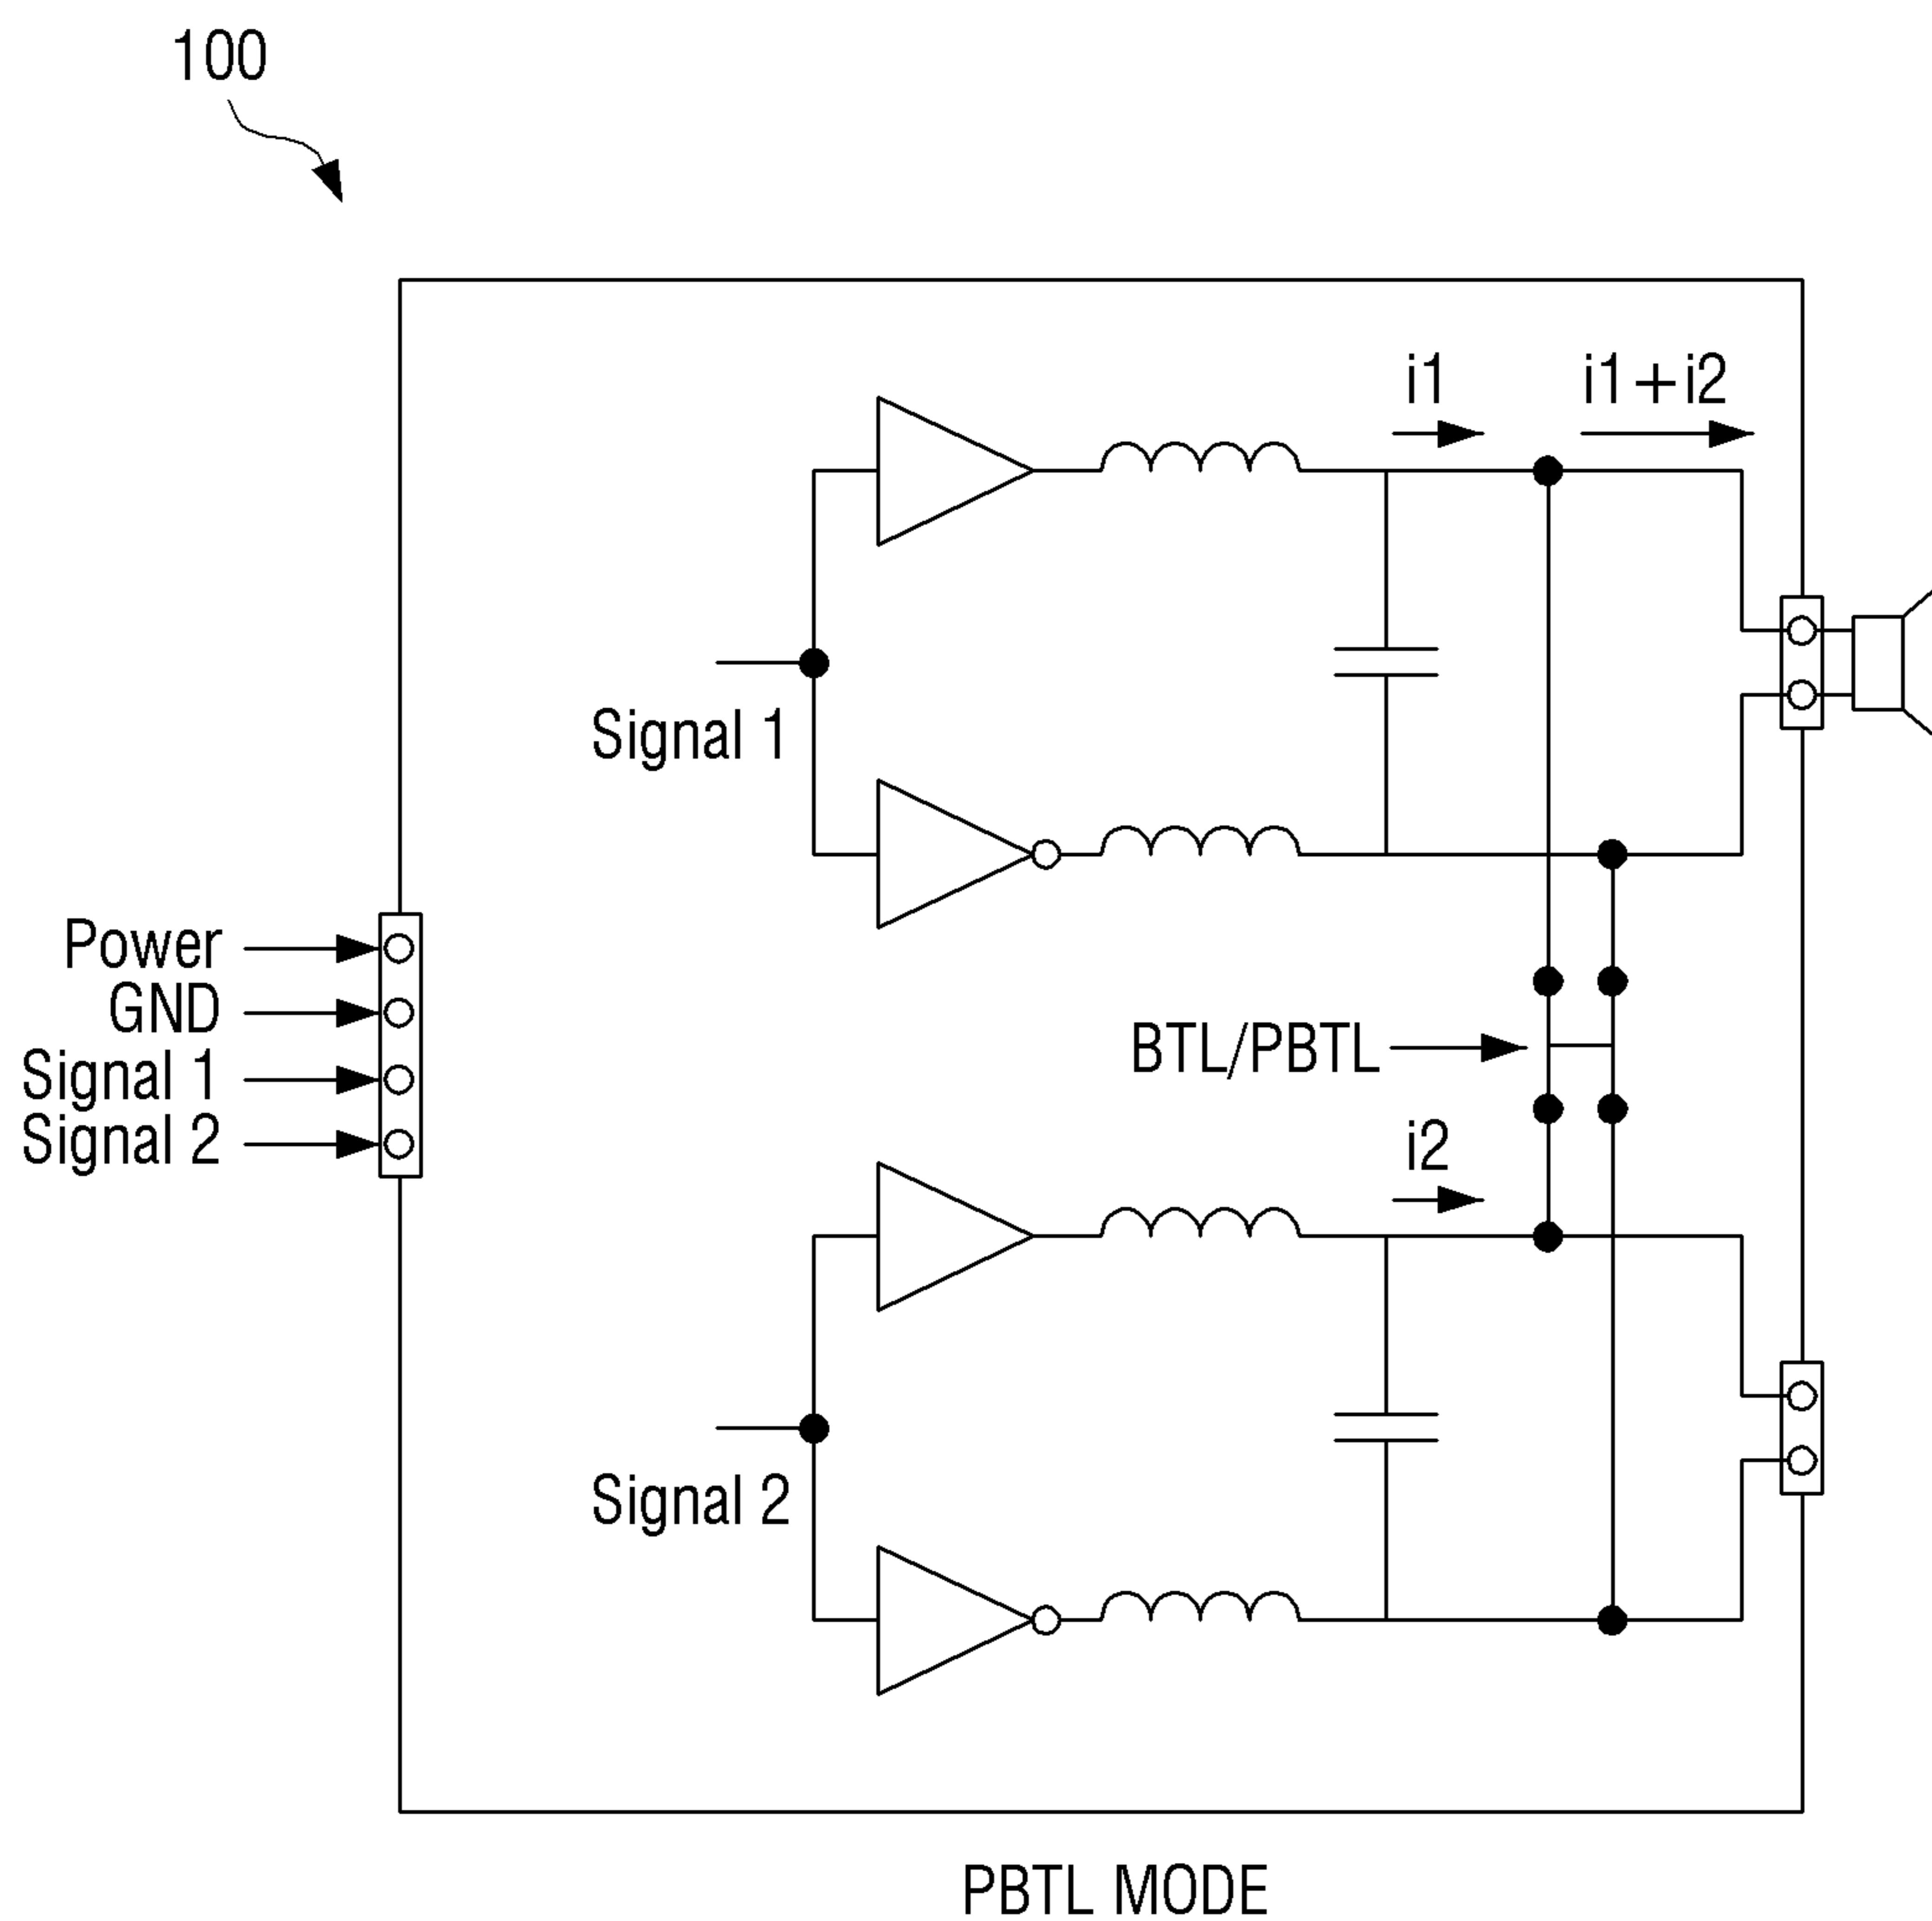 100
i1
i1+i2
Signal 1
Power
GND
Signal 1
Signal 2
BTL/PBTL
i2
Signal 2
PBTL MODE